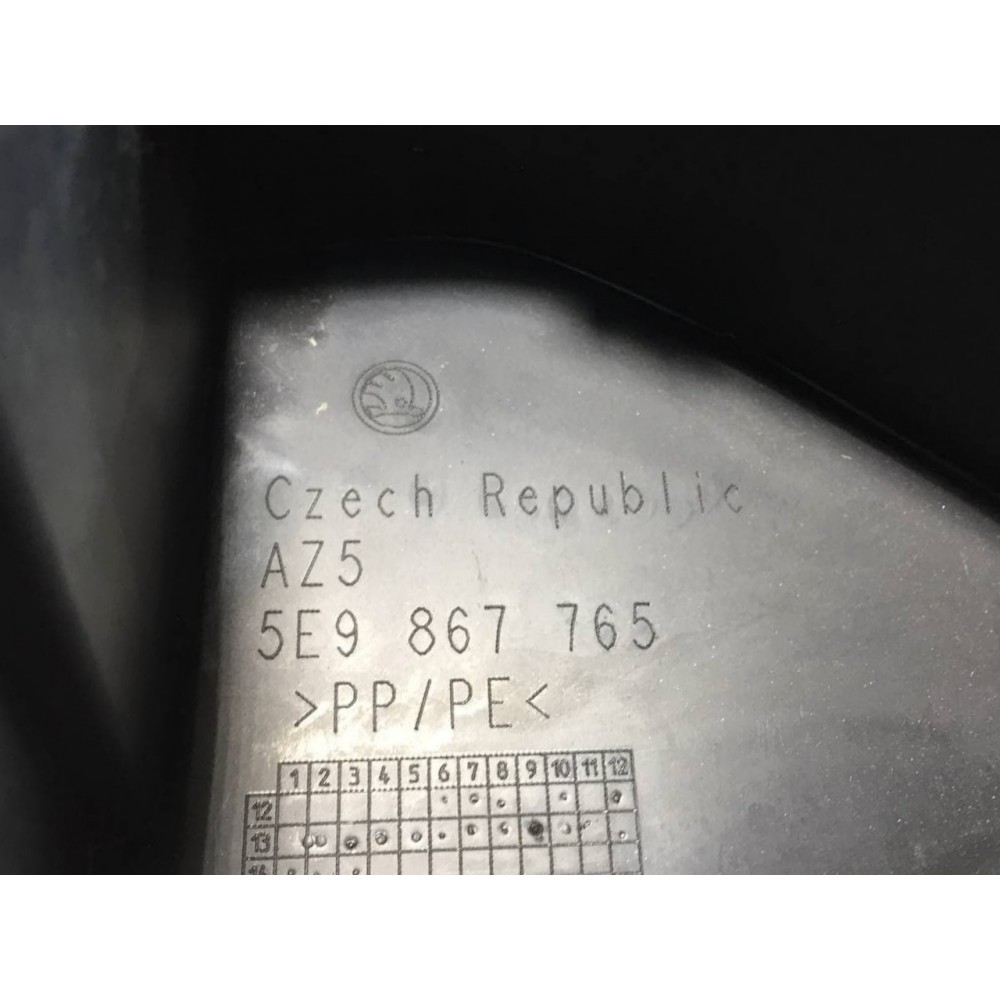 Czech Republic
AZ5
5E9 867 765
>PP/PE<
1 2 3 4 5 6 7 8 9 10 11 12
12
13